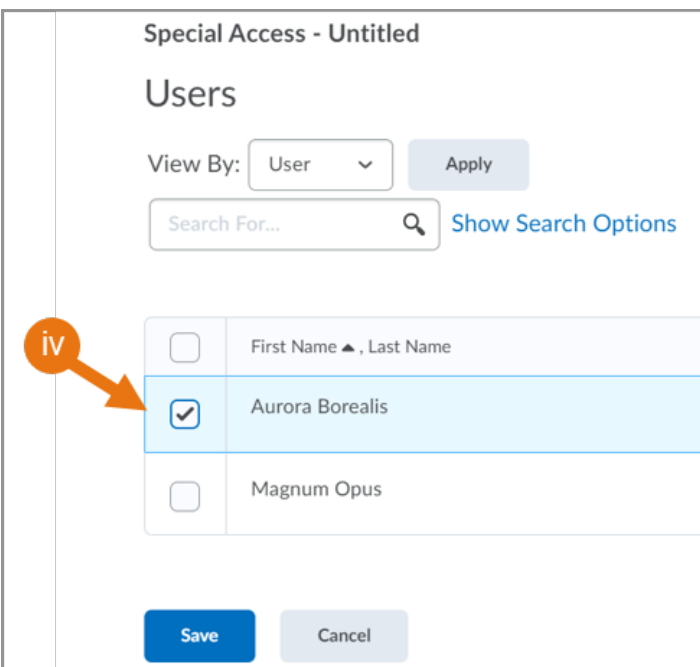 Special Access - Untitled
Users
View By: User Apply
Search For... Show Search Options
iv
First Name ▲ , Last Name
Aurora Borealis
Magnum Opus
Save Cancel